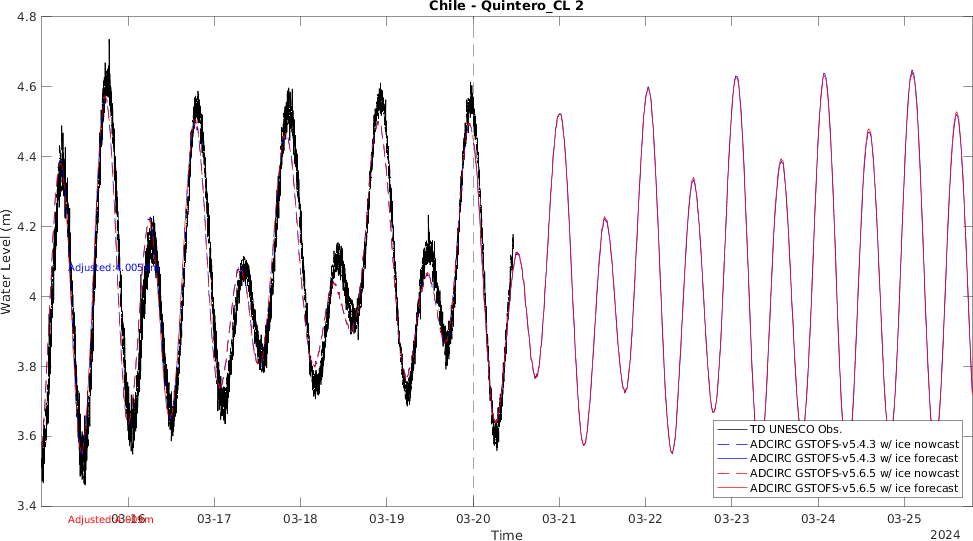 Chile - Quintero_CL 2
4.8
4.6
4.4
4.2
4
3.8
3.6
3.4
Water Level (m)
TD UNESCO Obs.
ADCIRC GSTOFS-v5.4.3 w/ ice nowcast
ADCIRC GSTOFS-v5.4.3 w/ ice forecast
ADCIRC GSTOFS-v5.6.5 w/ ice nowcast
ADCIRC GSTOFS-v5.6.5 w/ ice forecast
03-16 03-17 03-18 03-19 03-20 03-21 03-22 03-23 03-24 03-25
Time
2024